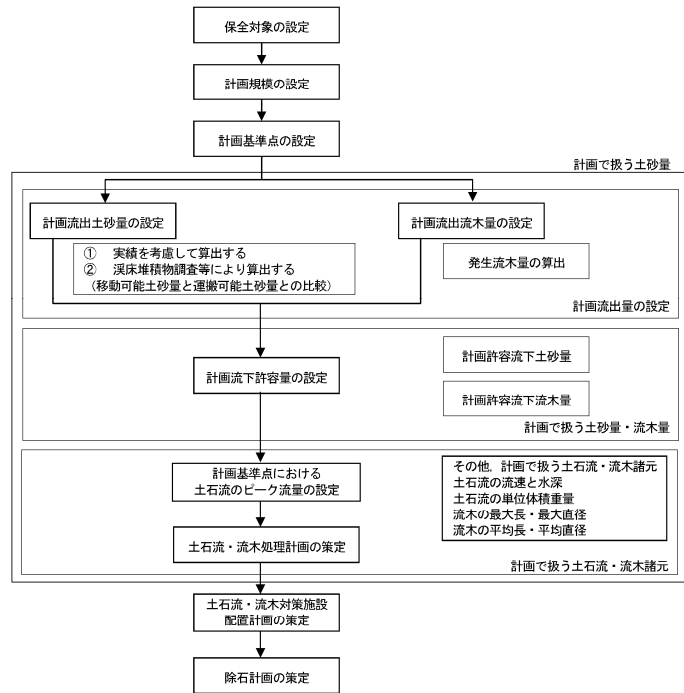 保全対象の設定
計画規模の設定
計画基準点の設定
計画で扱う土砂量
計画流出土砂量の設定
計画流出流木量の設定
① 実績を考慮して算出する
② 渓床堆積物調査等により算出する
(移動可能土砂量と運搬可能土砂量との比較)
発生流木量の算出
計画流出量の設定
計画流下許容量の設定
計画許容流下土砂量
計画許容流下流木量
計画で扱う土砂量・流木量
計画基準点における
土石流のピーク流量の設定
その他，計画で扱う土石流・流木諸元
土石流の流速と水深
土石流の単位体積重量
流木の最大長・最大直径
流木の平均長・平均直径
土石流・流木処理計画の策定
計画で扱う土石流・流木諸元
土石流・流木対策施設
配置計画の策定
除石計画の策定